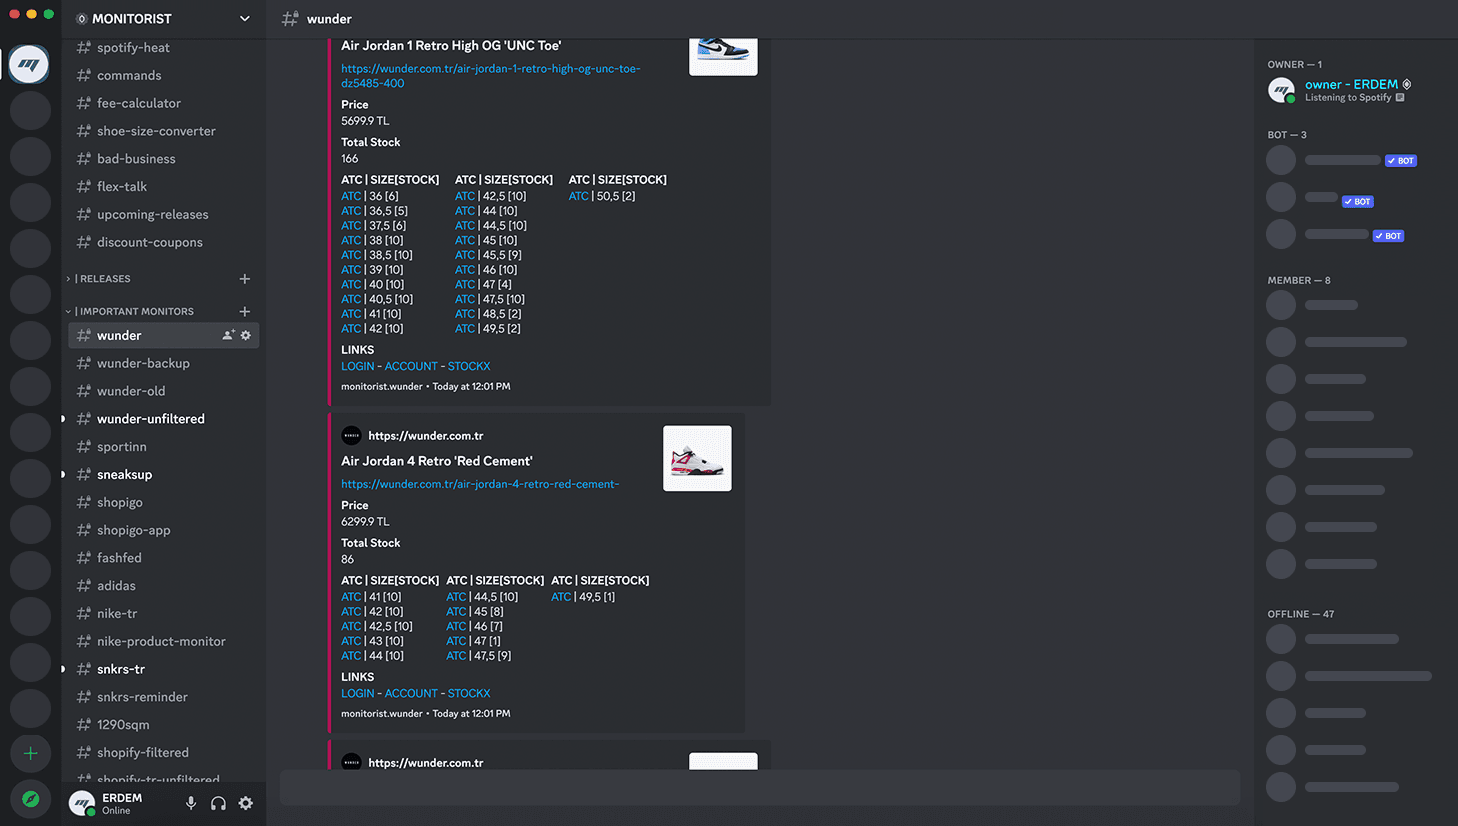 MONITORIST
spotify-heat
commands
fee-calculator
shoe-size-converter
bad-business
flex-talk
upcoming-releases
discount-coupons
| RELEASES
| IMPORTANT MONITORS
wunder
wunder-backup
wunder-old
wunder-unfiltered
sportinn
sneaksup
shopigo
shopigo-app
fashfed
adidas
nike-tr
nike-product-monitor
snkrs-tr
snkrs-reminder
1290sqm
shopify-filtered
shopify-tr-unfiltered
ERDEM
Online
wunder
Air Jordan 1 Retro High OG 'UNC Toe'
https://wunder.com.tr/air-jordan-1-retro-high-og-unc-toe-
dz5485-400
Price
5699.9 TL
Total Stock
166
ATC | SIZE[STOCK] ATC | SIZE[STOCK] ATC | SIZE[STOCK]
ATC | 36 [6] ATC | 42,5 [10] ATC | 50,5 [2]
ATC | 36,5 [5] ATC | 44 [10]
ATC | 37,5 [6] ATC | 44,5 [10]
ATC | 38 [10] ATC | 45 [10]
ATC | 38,5 [10] ATC | 45,5 [9]
ATC | 39 [10] ATC | 46 [10]
ATC | 40 [10] ATC | 47 [4]
ATC | 40,5 [10] ATC | 47,5 [10]
ATC | 41 [10] ATC | 48,5 [2]
ATC | 42 [10] ATC | 49,5 [2]
LINKS
LOGIN - ACCOUNT - STOCKX
monitorist.wunder • Today at 12:01 PM
WUNDER https://wunder.com.tr
Air Jordan 4 Retro 'Red Cement'
https://wunder.com.tr/air-jordan-4-retro-red-cement-
Price
6299.9 TL
Total Stock
86
ATC | SIZE[STOCK] ATC | SIZE[STOCK] ATC | SIZE[STOCK]
ATC | 41 [10] ATC | 44,5 [10] ATC | 49,5 [1]
ATC | 42 [10] ATC | 45 [8]
ATC | 42,5 [10] ATC | 46 [7]
ATC | 43 [10] ATC | 47 [1]
ATC | 44 [10] ATC | 47,5 [9]
LINKS
LOGIN - ACCOUNT - STOCKX
monitorist.wunder • Today at 12:01 PM
WUNDER https://wunder.com.tr
OWNER — 1
owner - ERDEM
Listening to Spotify
BOT — 3
BOT
BOT
BOT
MEMBER — 8
OFFLINE — 47